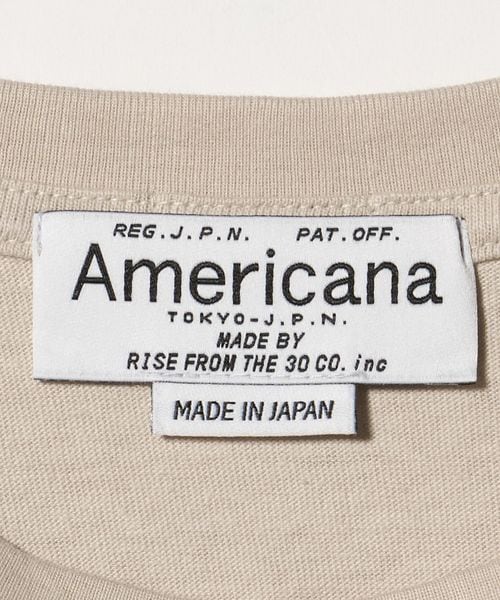 REG.J.P.N. PAT.OFF.
Americana
TOKYO-J.P.N.
MADE BY
RISE FROM THE 30 CO. inc
MADE IN JAPAN